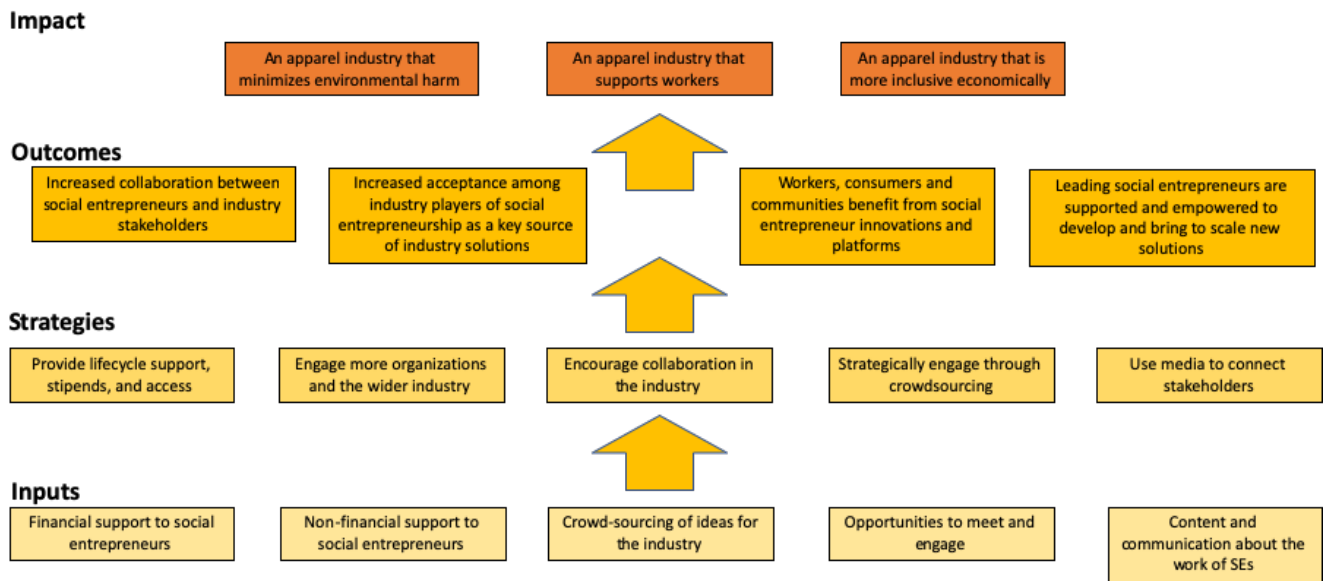 Impact
An apparel industry that
minimizes environmental harm
An apparel industry that
supports workers
An apparel industry that is
more inclusive economically
Outcomes
Increased collaboration between
social entrepreneurs and industry
stakeholders
Increased acceptance among
industry players of social
entrepreneurship as a key source
of industry solutions
Workers, consumers and
communities benefit from social
entrepreneur innovations and
platforms
Leading social entrepreneurs are
supported and empowered to
develop and bring to scale new
solutions
Strategies
Provide lifecycle support,
stipends, and access
Engage more organizations
and the wider industry
Encourage collaboration in
the industry
Strategically engage through
crowdsourcing
Use media to connect
stakeholders
Inputs
Financial support to social
entrepreneurs
Non-financial support to
social entrepreneurs
Crowd-sourcing of ideas for
the industry
Opportunities to meet and
engage
Content and
communication about the
work of SEs